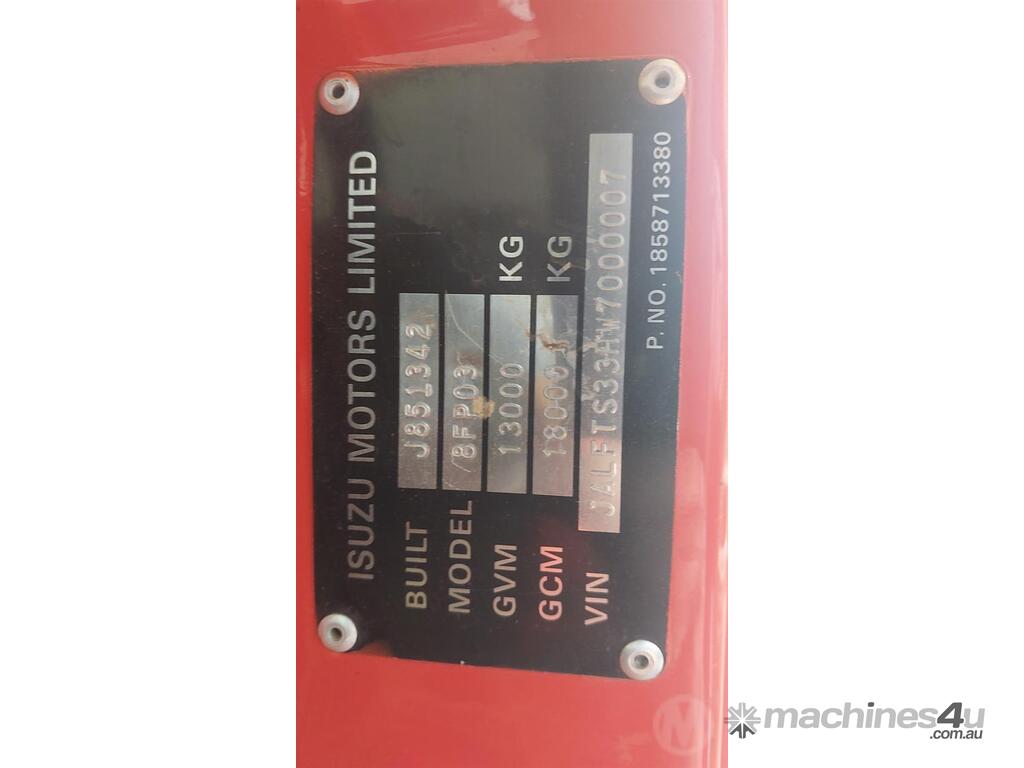 ISUZU MOTORS LIMITED
BUILT J851342
MODEL 8FP03
GVM 13000 KG
GCM 18000 KG
VIN JALFTS33HW7000007
P. NO. 1858713380
M
machines4u
.com.au